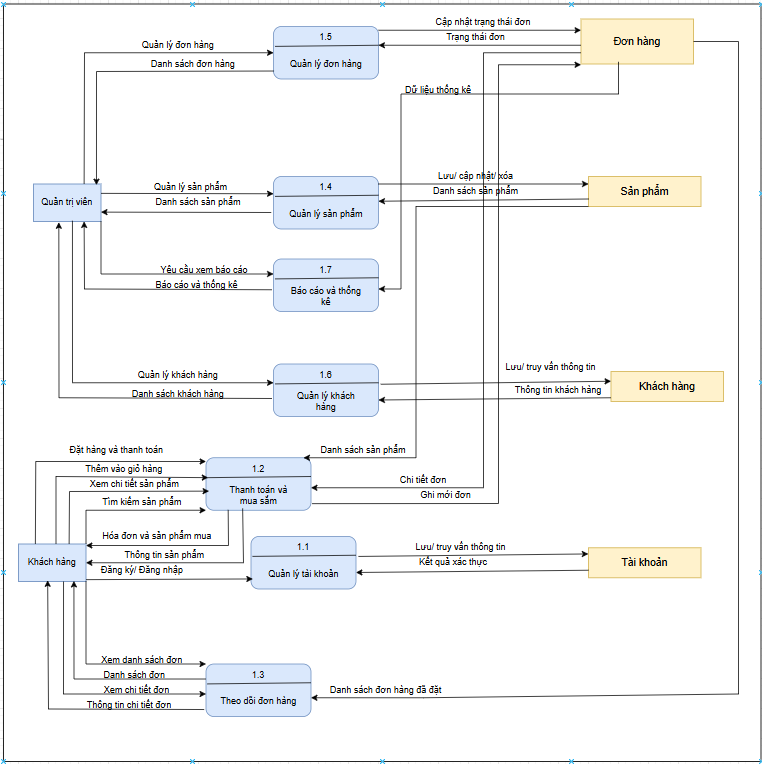 Cập nhật trạng thái đơn
1.5
Đơn hàng
Trạng thái đơn
Quản lý đơn hàng
Danh sách đơn hàng
Quản lý đơn hàng
Dữ liệu thống kê
Lưu/ cập nhật/ xóa
1.4
Quản lý sản phẩm
Danh sách sản phẩm
Sản phẩm
Quản trị viên
Danh sách sản phẩm
Quản lý sản phẩm
Yêu cầu xem báo cáo
1.7
Báo cáo và thống kê
Báo cáo và thống
kê
Lưu/ truy vấn thông tin
Quản lý khách hàng
1.6
Khách hàng
Danh sách khách hàng
Quản lý khách
hàng
Thông tin khách hàng
Đặt hàng và thanh toán
Danh sách sản phẩm
Thêm vào giỏ hàng
1.2
Xem chi tiết sản phẩm
Chi tiết đơn
Thanh toán và
mua sắm
Ghi mới đơn
Tìm kiếm sản phẩm
Hóa đơn và sản phẩm mua
Thông tin sản phẩm
1.1
Lưu/ truy vấn thông tin
Khách hàng
Đăng ký/ Đăng nhập
Quản lý tài khoản
Kết quả xác thực
Tài khoản
Xem danh sách đơn
Danh sách đơn
1.3
Xem chi tiết đơn
Danh sách đơn hàng đã đặt
Thông tin chi tiết đơn
Theo dõi đơn hàng